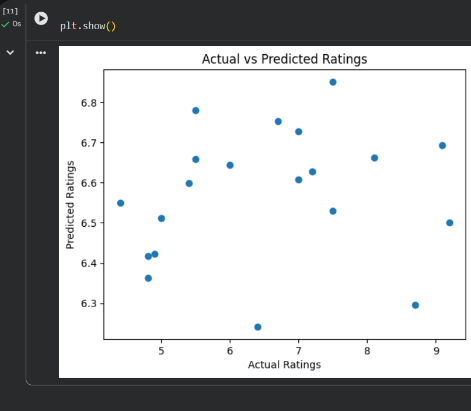 [11]
0s
plt.show()
Actual vs Predicted Ratings
6.8
6.7
6.6
6.5
6.4
6.3
Predicted Ratings
5 6 7 8 9
Actual Ratings